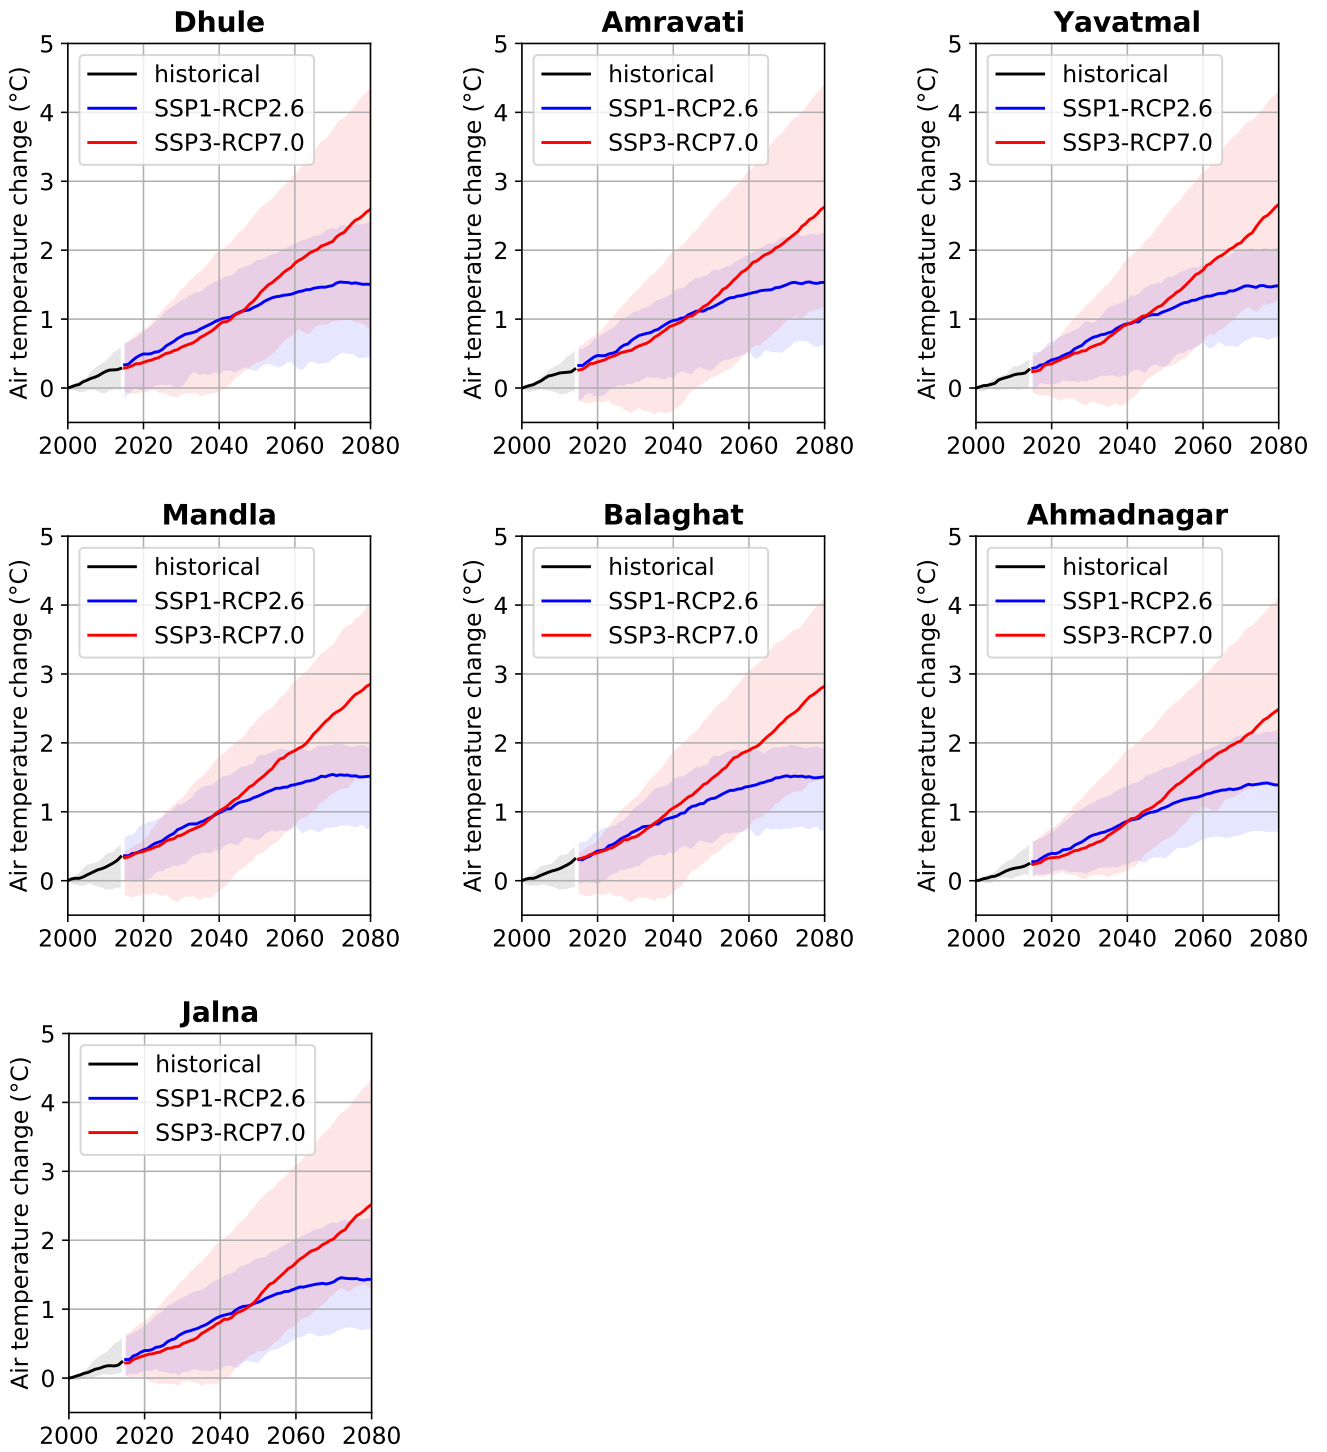 Dhule
Air temperature change (°C)
5
4
3
2
1
0
historical
SSP1-RCP2.6
SSP3-RCP7.0
2000 2020 2040 2060 2080
Amravati
Air temperature change (°C)
5
4
3
2
1
0
historical
SSP1-RCP2.6
SSP3-RCP7.0
2000 2020 2040 2060 2080
Yavatmal
Air temperature change (°C)
5
4
3
2
1
0
historical
SSP1-RCP2.6
SSP3-RCP7.0
2000 2020 2040 2060 2080
Mandla
Air temperature change (°C)
5
4
3
2
1
0
historical
SSP1-RCP2.6
SSP3-RCP7.0
2000 2020 2040 2060 2080
Balaghat
Air temperature change (°C)
5
4
3
2
1
0
historical
SSP1-RCP2.6
SSP3-RCP7.0
2000 2020 2040 2060 2080
Ahmadnagar
Air temperature change (°C)
5
4
3
2
1
0
historical
SSP1-RCP2.6
SSP3-RCP7.0
2000 2020 2040 2060 2080
Jalna
Air temperature change (°C)
5
4
3
2
1
0
historical
SSP1-RCP2.6
SSP3-RCP7.0
2000 2020 2040 2060 2080